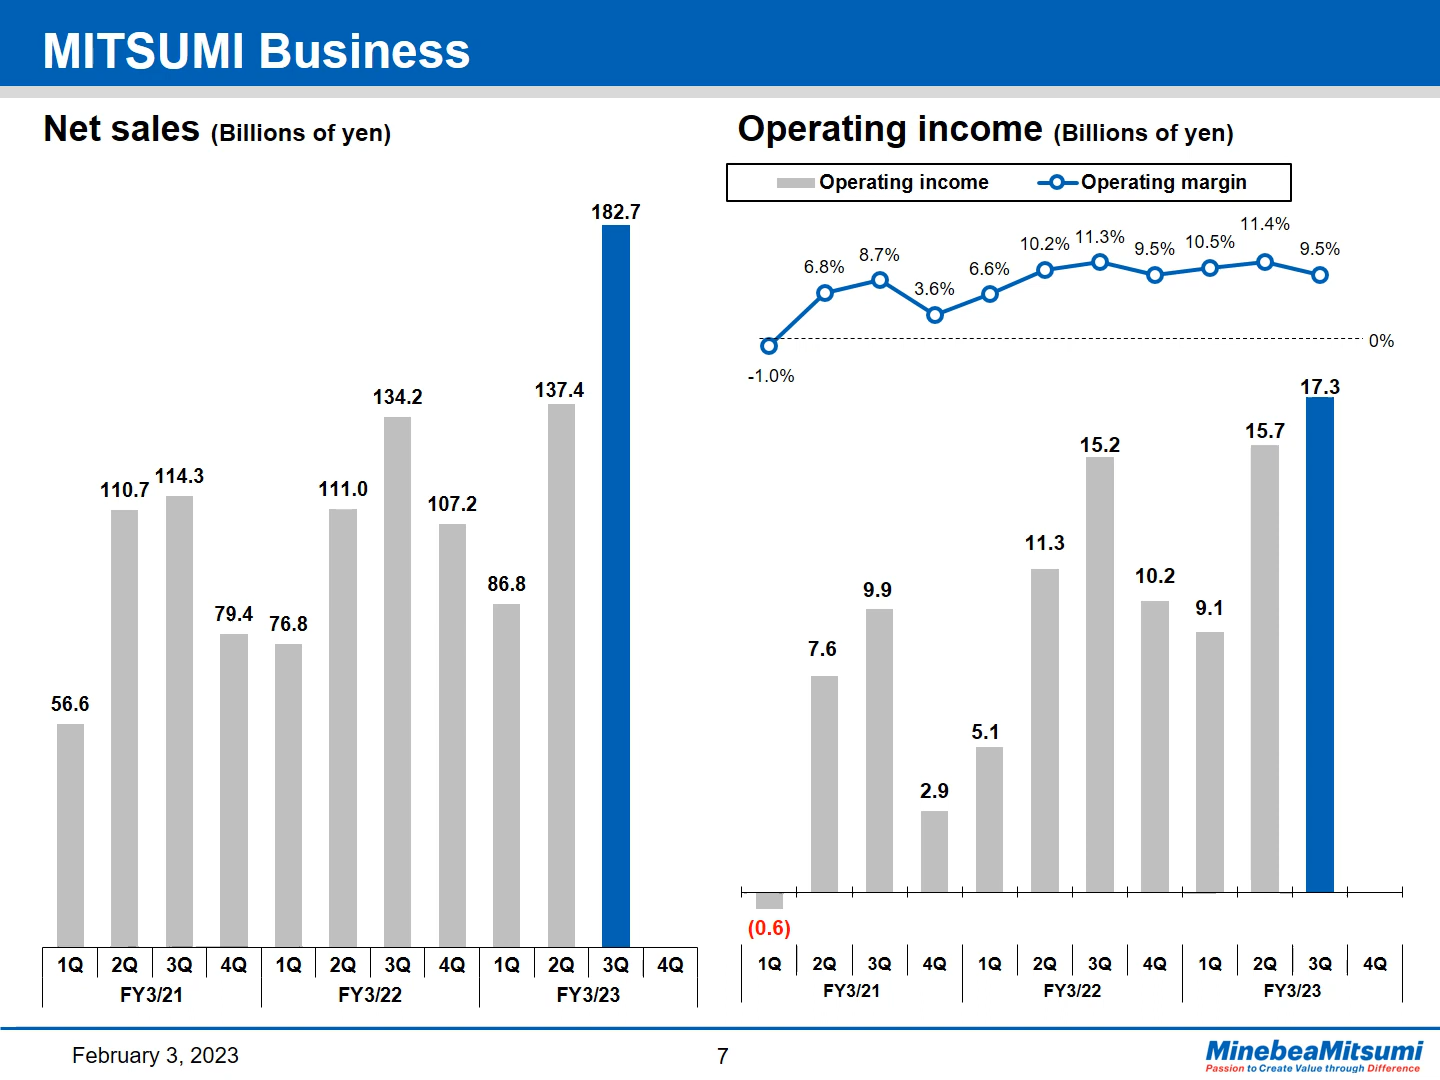 MITSUMI Business
Net sales (Billions of yen)
182.7
137.4
134.2
114.3
110.7
111.0
107.2
86.8
79.4
76.8
56.6
1Q 2Q 3Q 4Q 1Q 2Q 3Q 4Q 1Q 2Q 3Q 4Q
FY3/21 FY3/22 FY3/23
Operating income (Billions of yen)
Operating income Operating margin
-1.0% 6.8% 8.7% 3.6% 6.6% 10.2% 11.3% 9.5% 10.5% 11.4% 9.5%
0%
17.3
15.7
15.2
11.3
10.2
9.9
9.1
7.6
5.1
2.9
(0.6)
1Q 2Q 3Q 4Q 1Q 2Q 3Q 4Q 1Q 2Q 3Q 4Q
FY3/21 FY3/22 FY3/23
February 3, 2023
7
MinebeaMitsumi
Passion to Create Value through Difference